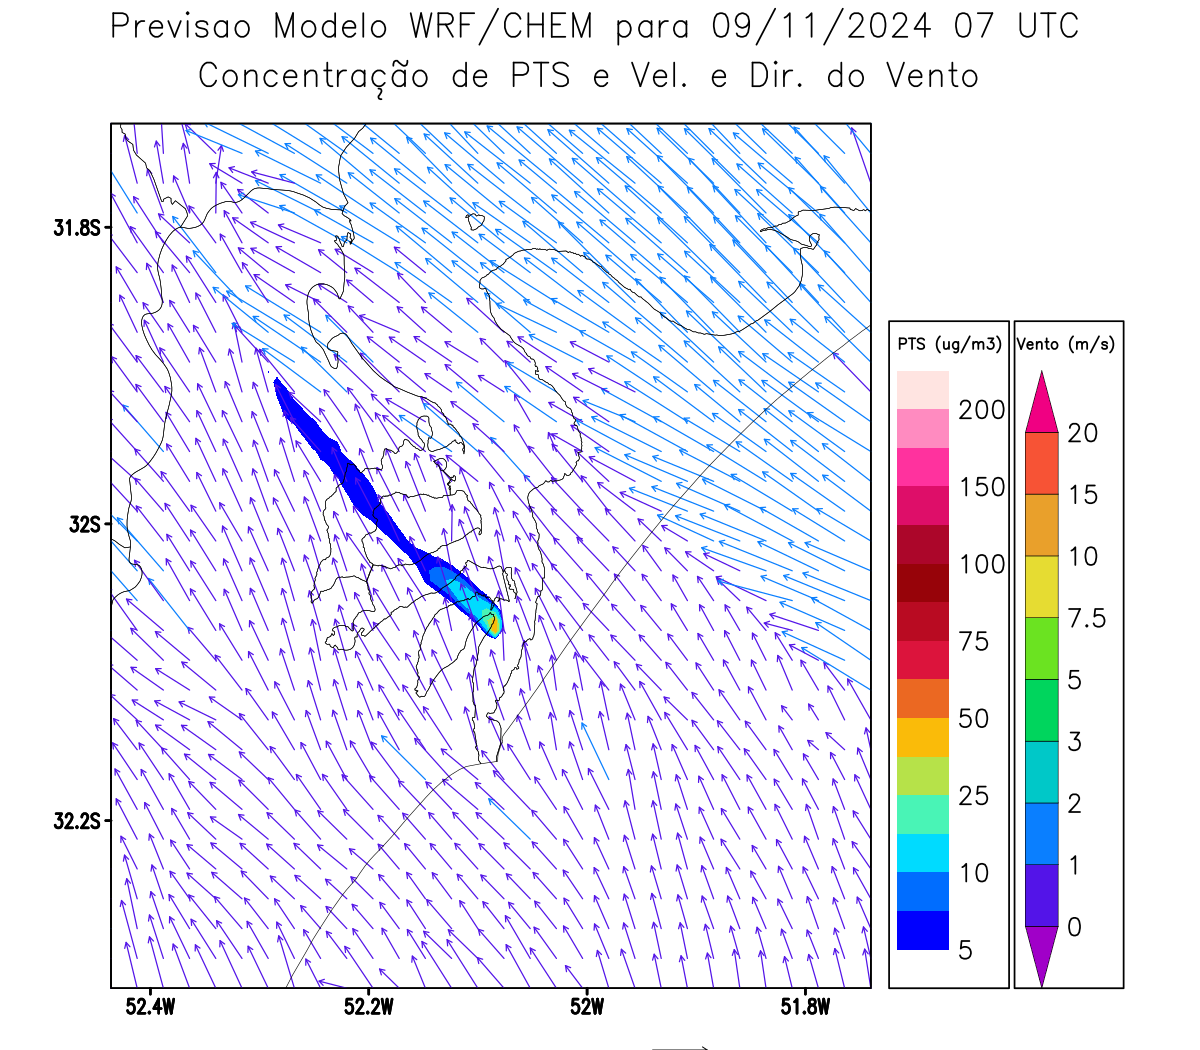 Previsao Modelo WRF/CHEM para 09/11/2024 07 UTC
Concentração de PTS e Vel. e Dir. do Vento
31.8S
32S
32.2S
52.4W
52.2W
52W
51.8W
PTS (ug/m3)
200
150
100
75
50
25
10
5
Vento (m/s)
20
15
10
7.5
5
3
2
1
0